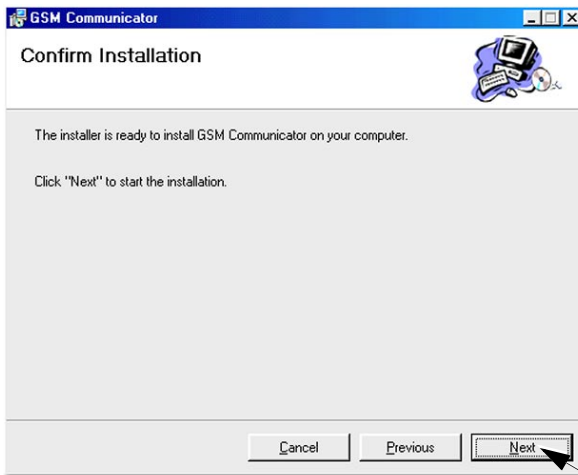 GSM Communicator
Confirm Installation
The installer is ready to install GSM Communicator on your computer.
Click "Next" to start the installation.
Cancel
Previous
Next